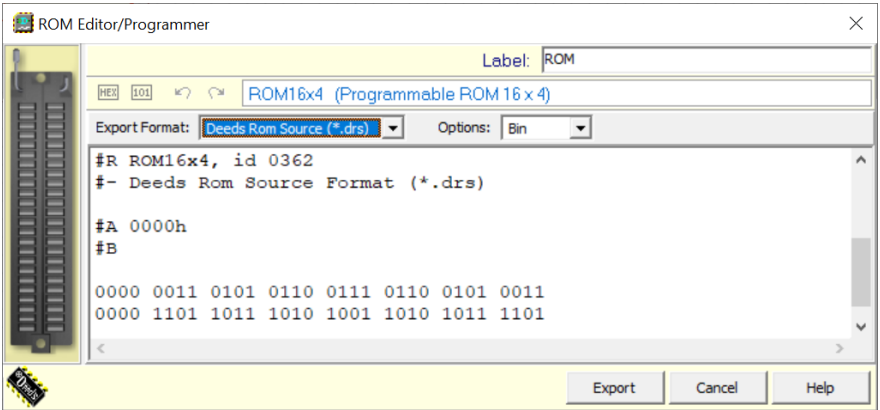 ROM Editor/Programmer
Label: ROM
HEX 101 ROM16x4 (Programmable ROM 16 x 4)
Export Format: Deeds Rom Source (*.drs) Options: Bin
#R ROM16x4, id 0362
#- Deeds Rom Source Format (*.drs)
#A 0000h
#B
0000 0011 0101 0110 0111 0110 0101 0011
0000 1101 1011 1010 1001 1010 1011 1101
Deeds Export Cancel Help